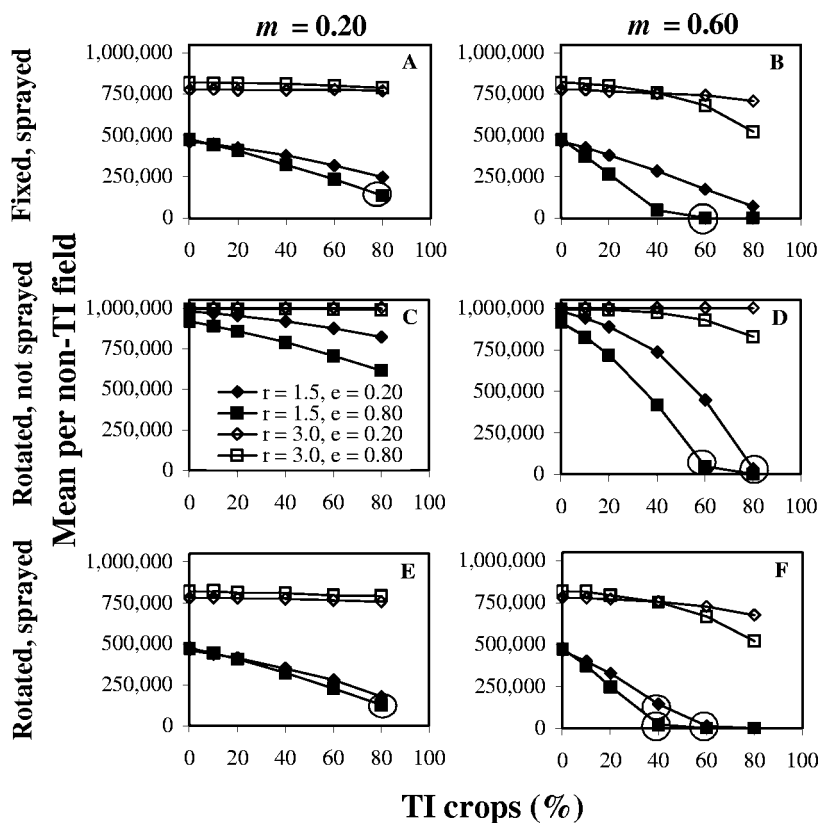 m = 0.20
m = 0.60
Mean per non-TI field
Fixed, sprayed
1,000,000
750,000
500,000
250,000
0
0 20 40 60 80 100
A
1,000,000
750,000
500,000
250,000
0
0 20 40 60 80 100
B
Rotated, not sprayed
1,000,000
750,000
500,000
250,000
0
0 20 40 60 80 100
C
r = 1.5, e = 0.20
r = 1.5, e = 0.80
r = 3.0, e = 0.20
r = 3.0, e = 0.80
1,000,000
750,000
500,000
250,000
0
0 20 40 60 80 100
D
Rotated, sprayed
1,000,000
750,000
500,000
250,000
0
0 20 40 60 80 100
E
1,000,000
750,000
500,000
250,000
0
0 20 40 60 80 100
F
TI crops (%)